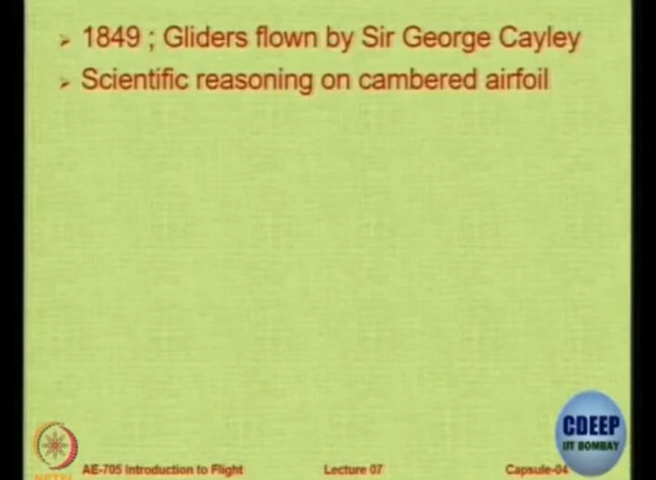 ➢ 1849 ; Gliders flown by Sir George Cayley
➢ Scientific reasoning on cambered airfoil
CDEEP
IIT BOMBAY
NPTEL
AE-705 Introduction to Flight Lecture 07 Capsule-04